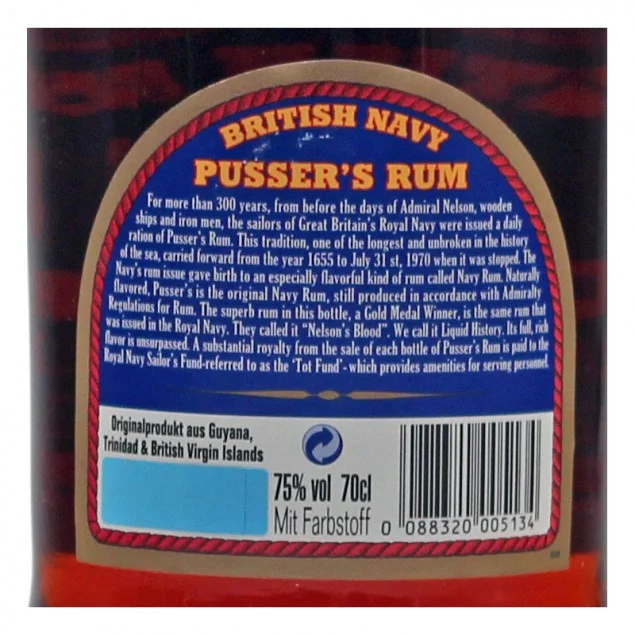 BRITISH NAVY
PUSSER'S RUM
For more than 300 years, from before the days of Admiral Nelson, wooden
ships and iron men, the sailors of Great Britain's Royal Navy were issued a daily
ration of Pusser's Rum. This tradition, one of the longest and unbroken in the history
of the sea, carried forward from the year 1655 to July 31 st, 1970 when it was stopped. The
Navy's rum issue gave birth to an especially flavorful kind of rum called Navy Rum. Naturally
flavored, Pusser's is the original Navy Rum, still produced in accordance with Admiralty
Regulations for Rum. The superb rum in this bottle, a Gold Medal Winner, is the same rum that
was issued in the Royal Navy. They called it "Nelson's Blood". We call it Liquid History. Its full, rich
flavor is unsurpassed. A substantial royalty from the sale of each bottle of Pusser's Rum is paid to the
Royal Navy Sailor's Fund-referred to as the 'Tot Fund'- which provides amenities for serving personnel.
Originalprodukt aus Guyana,
Trinidad & British Virgin Islands
75% vol 70cl
Mit Farbstoff
0 088320 005134